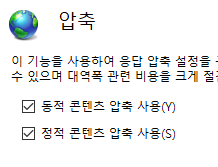 압축
이 기능을 사용하여 응답 압축 설정을
수 있으며 대역폭 관련 비용을 크게
동적 콘텐츠 압축 사용(Y)
정적 콘텐츠 압축 사용(S)